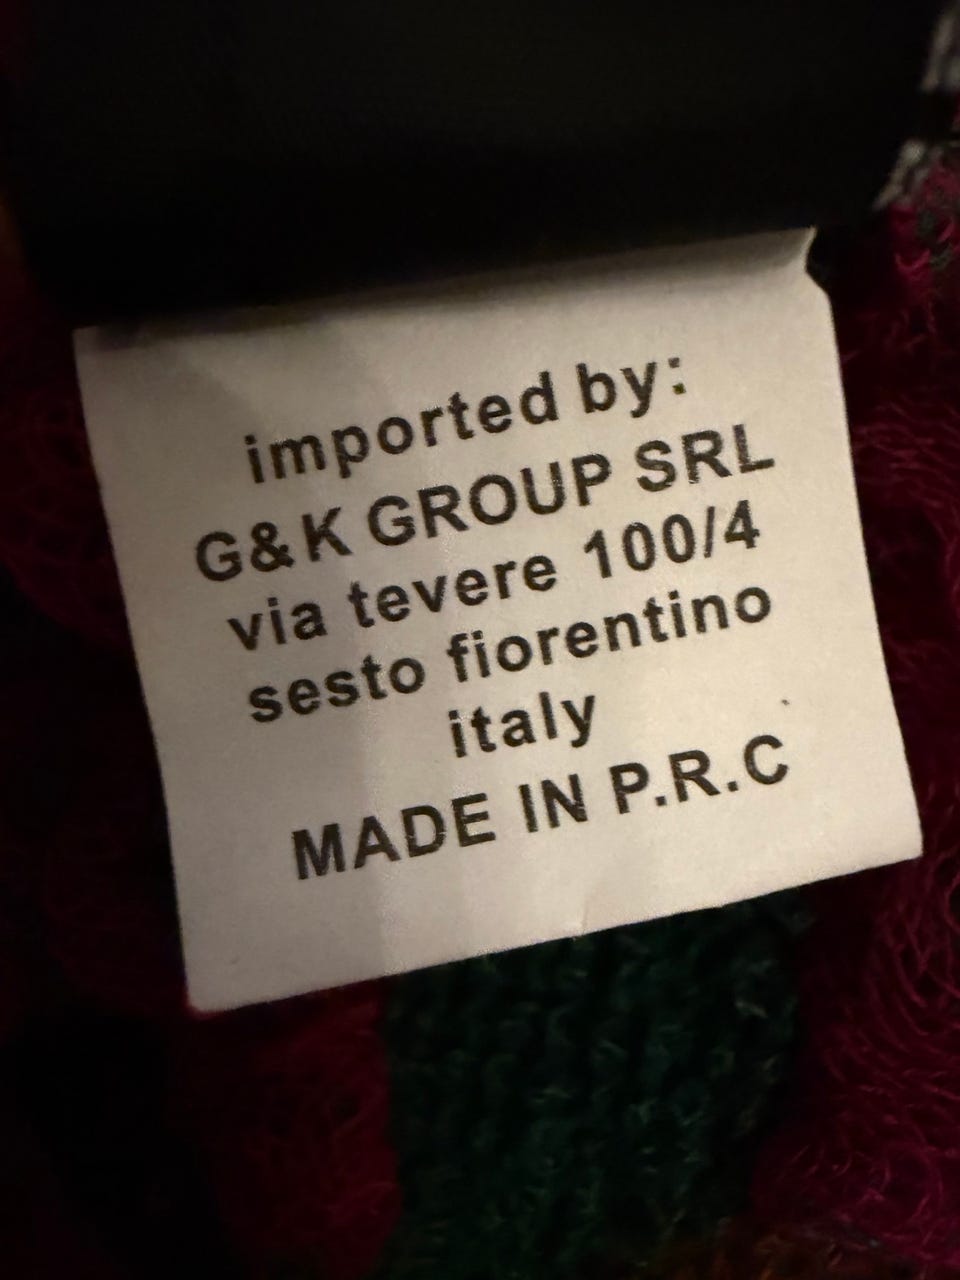 imported by:
G&K GROUP SRL
via tevere 100/4
sesto fiorentino
italy
MADE IN P.R.C